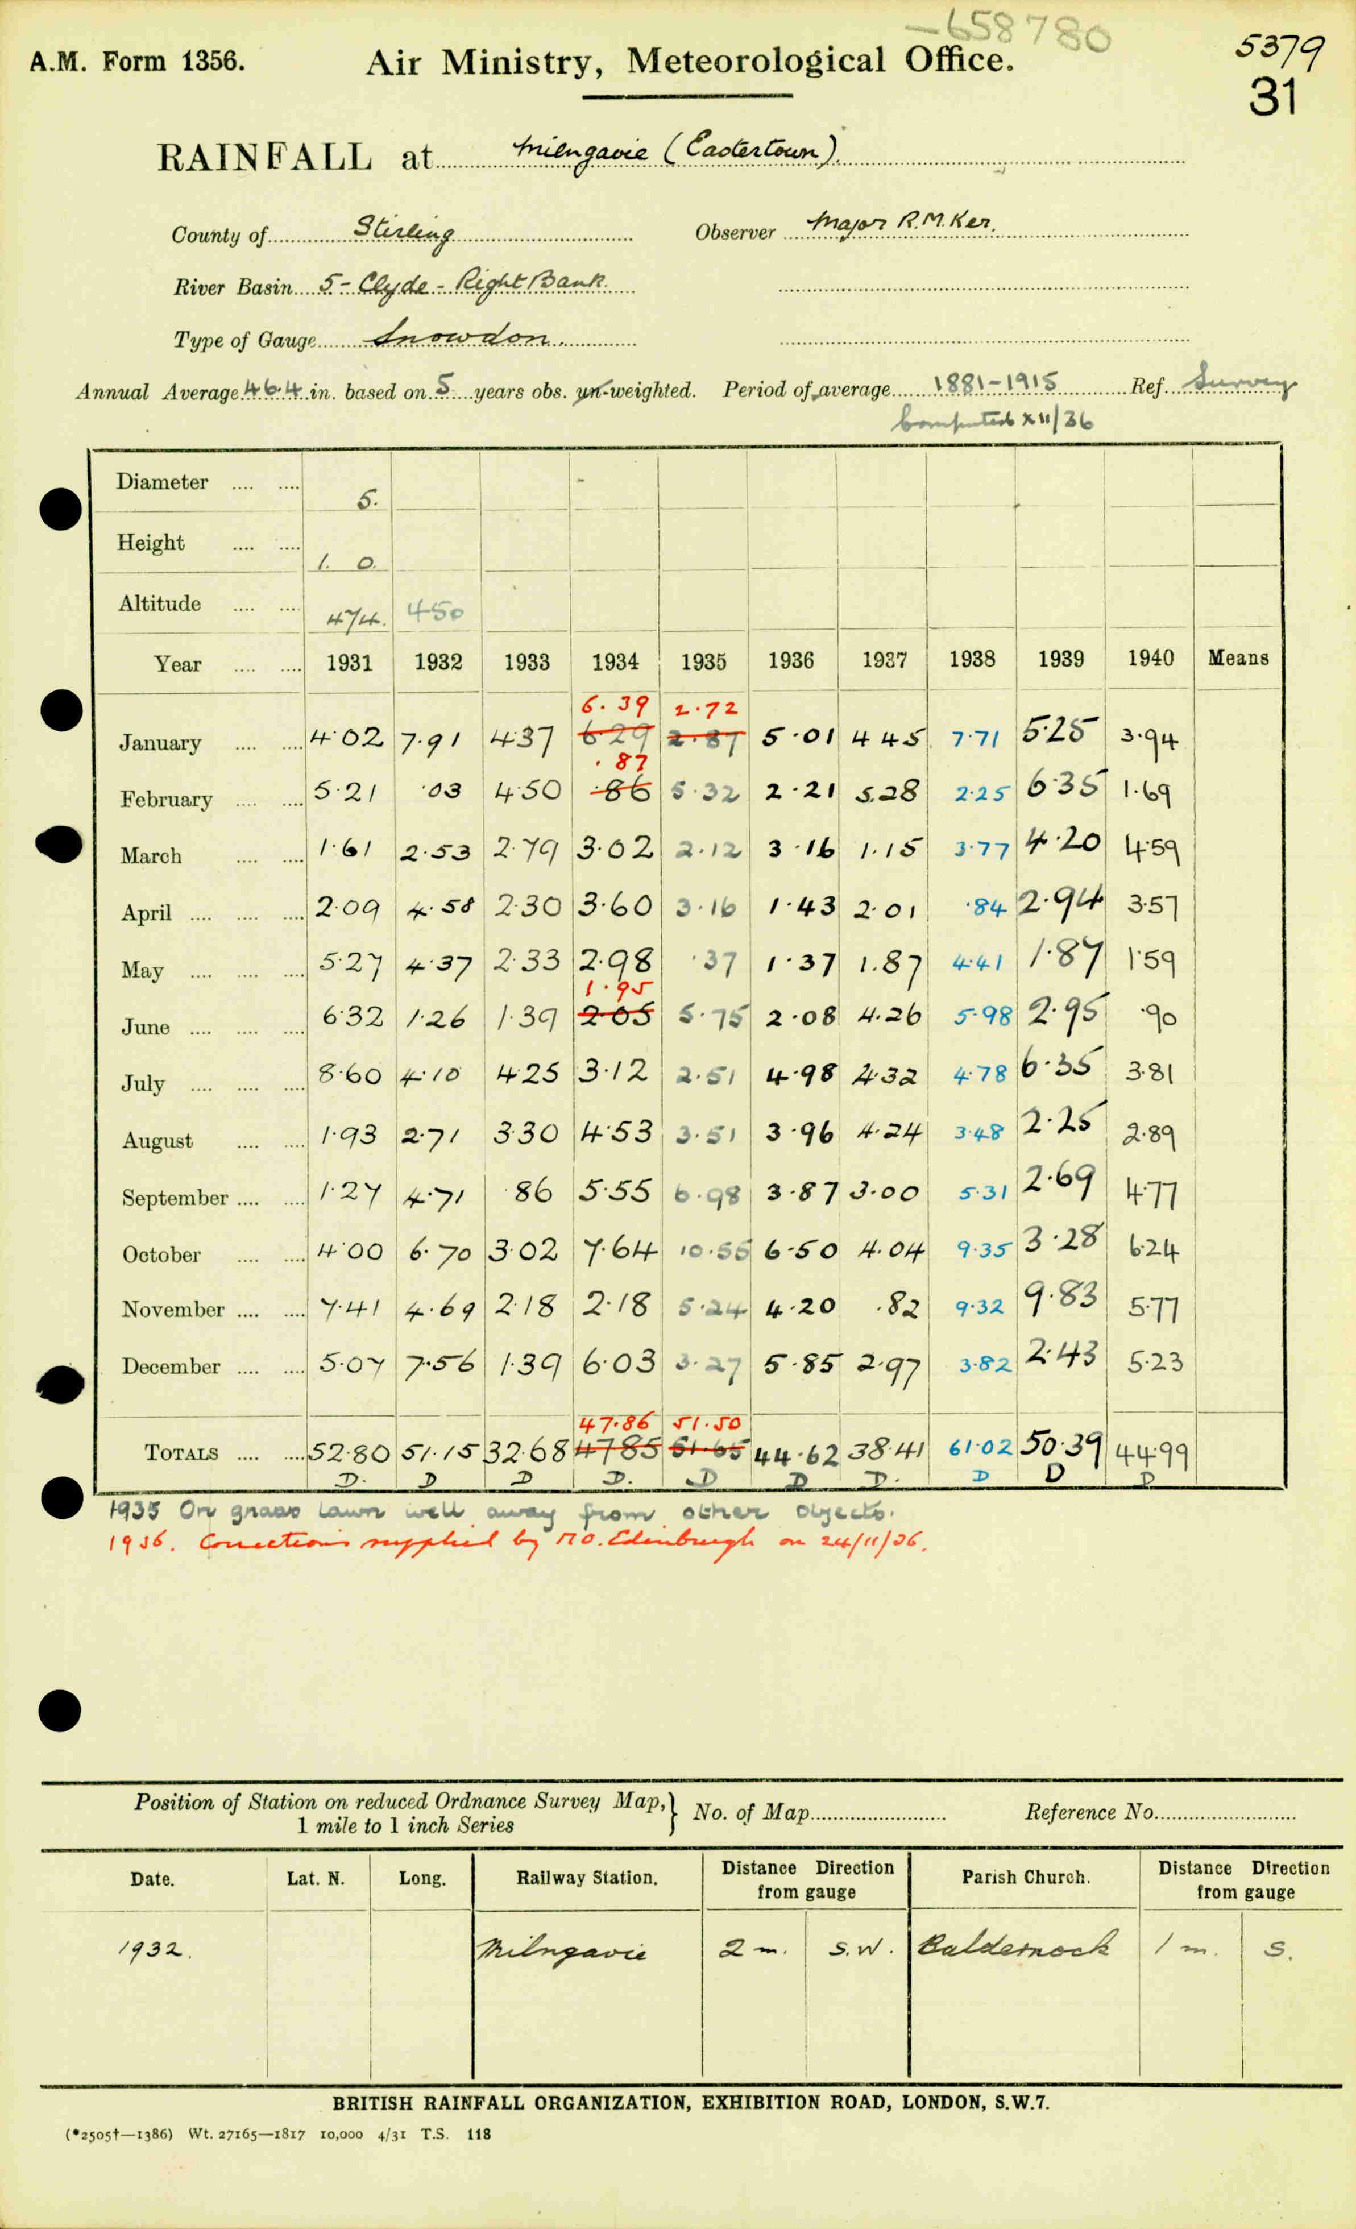 -658780
5379
A.M. Form 1356. Air Ministry, Meteorological Office.
31
RAINFALL at Milngavie (Eastertown).
County of Stirling Observer Major R.M.Ker.
River Basin 5 - Clyde - Right Bank.
Type of Gauge Snowdon.
Annual Average 46.4 in. based on 5 years obs. un-weighted. Period of average 1881-1915 Ref. Survey
Computed XII/36
Diameter .... .... 5.
Height .... .... 1. 0.
Altitude .... .... 474. 450
Year .... .... 1931 1932 1933 1934 1935 1936 1937 1938 1939 1940 Means
6.39 2.72
January .... .... 4.02 7.91 4.37 6.29 2.87 5.01 4.45 7.71 5.25 3.94
.87
February .... .... 5.21 .03 4.50 .86 5.32 2.21 5.28 2.25 6.35 1.69
March .... .... 1.61 2.53 2.79 3.02 2.12 3.16 1.15 3.77 4.20 4.59
April .... .... .... 2.09 4.58 2.30 3.60 3.16 1.43 2.01 .84 2.94 3.57
May .... .... .... 5.27 4.37 2.33 2.98 .37 1.37 1.87 4.41 1.87 1.59
1.95
June .... .... .... 6.32 1.26 1.39 2.05 5.75 2.08 4.26 5.98 2.95 .90
July .... .... .... 8.60 4.10 4.25 3.12 2.51 4.98 4.32 4.78 6.35 3.81
August .... .... 1.93 2.71 3.30 4.53 3.51 3.96 4.24 3.48 2.25 2.89
September .... .... 1.27 4.71 .86 5.55 6.98 3.87 3.00 5.31 2.69 4.77
October .... .... 4.00 6.70 3.02 7.64 10.55 6.50 4.04 9.35 3.28 6.24
November .... .... 7.41 4.69 2.18 2.18 5.24 4.20 .82 9.32 9.83 5.77
December .... .... 5.07 7.56 1.39 6.03 3.27 5.85 2.97 3.82 2.43 5.23
47.86 51.50
TOTALS .... .... 52.80 51.15 32.68 47.85 51.65 44.62 38.41 61.02 50.39 44.99
D. D D D. D D D. D D D
1935 On grass lawn well away from other objects.
1936. Corrections supplied by M.O. Edinburgh on 24/11/36.
Position of Station on reduced Ordnance Survey Map, } No. of Map Reference No.
1 mile to 1 inch Series
Date. Lat. N. Long. Railway Station. Distance Direction from gauge Parish Church. Distance Direction from gauge
1932. Milngavie 2 m. S.W. Baldernock 1 m. S.
BRITISH RAINFALL ORGANIZATION, EXHIBITION ROAD, LONDON, S.W.7.
(*2505†—1386) Wt. 27165—1817 10,000 4/31 T.S. 118